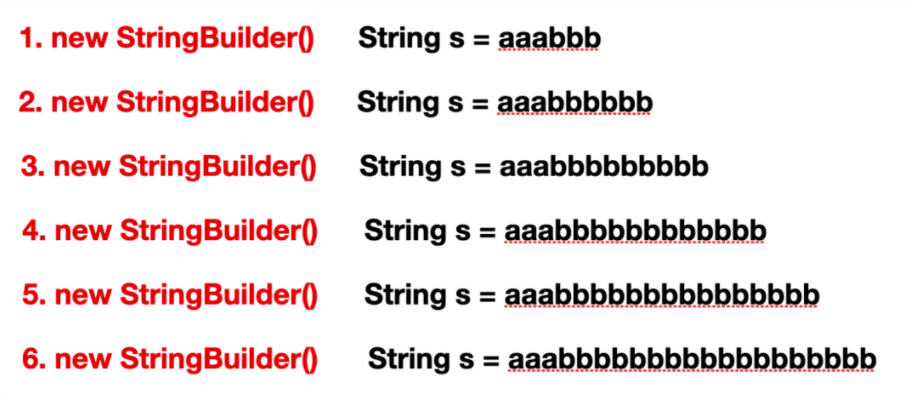 1. new StringBuilder() String s = aaabbb
2. new StringBuilder() String s = aaabbbbbb
3. new StringBuilder() String s = aaabbbbbbbbb
4. new StringBuilder() String s = aaabbbbbbbbbbbb
5. new StringBuilder() String s = aaabbbbbbbbbbbbbbb
6. new StringBuilder() String s = aaabbbbbbbbbbbbbbbbbb